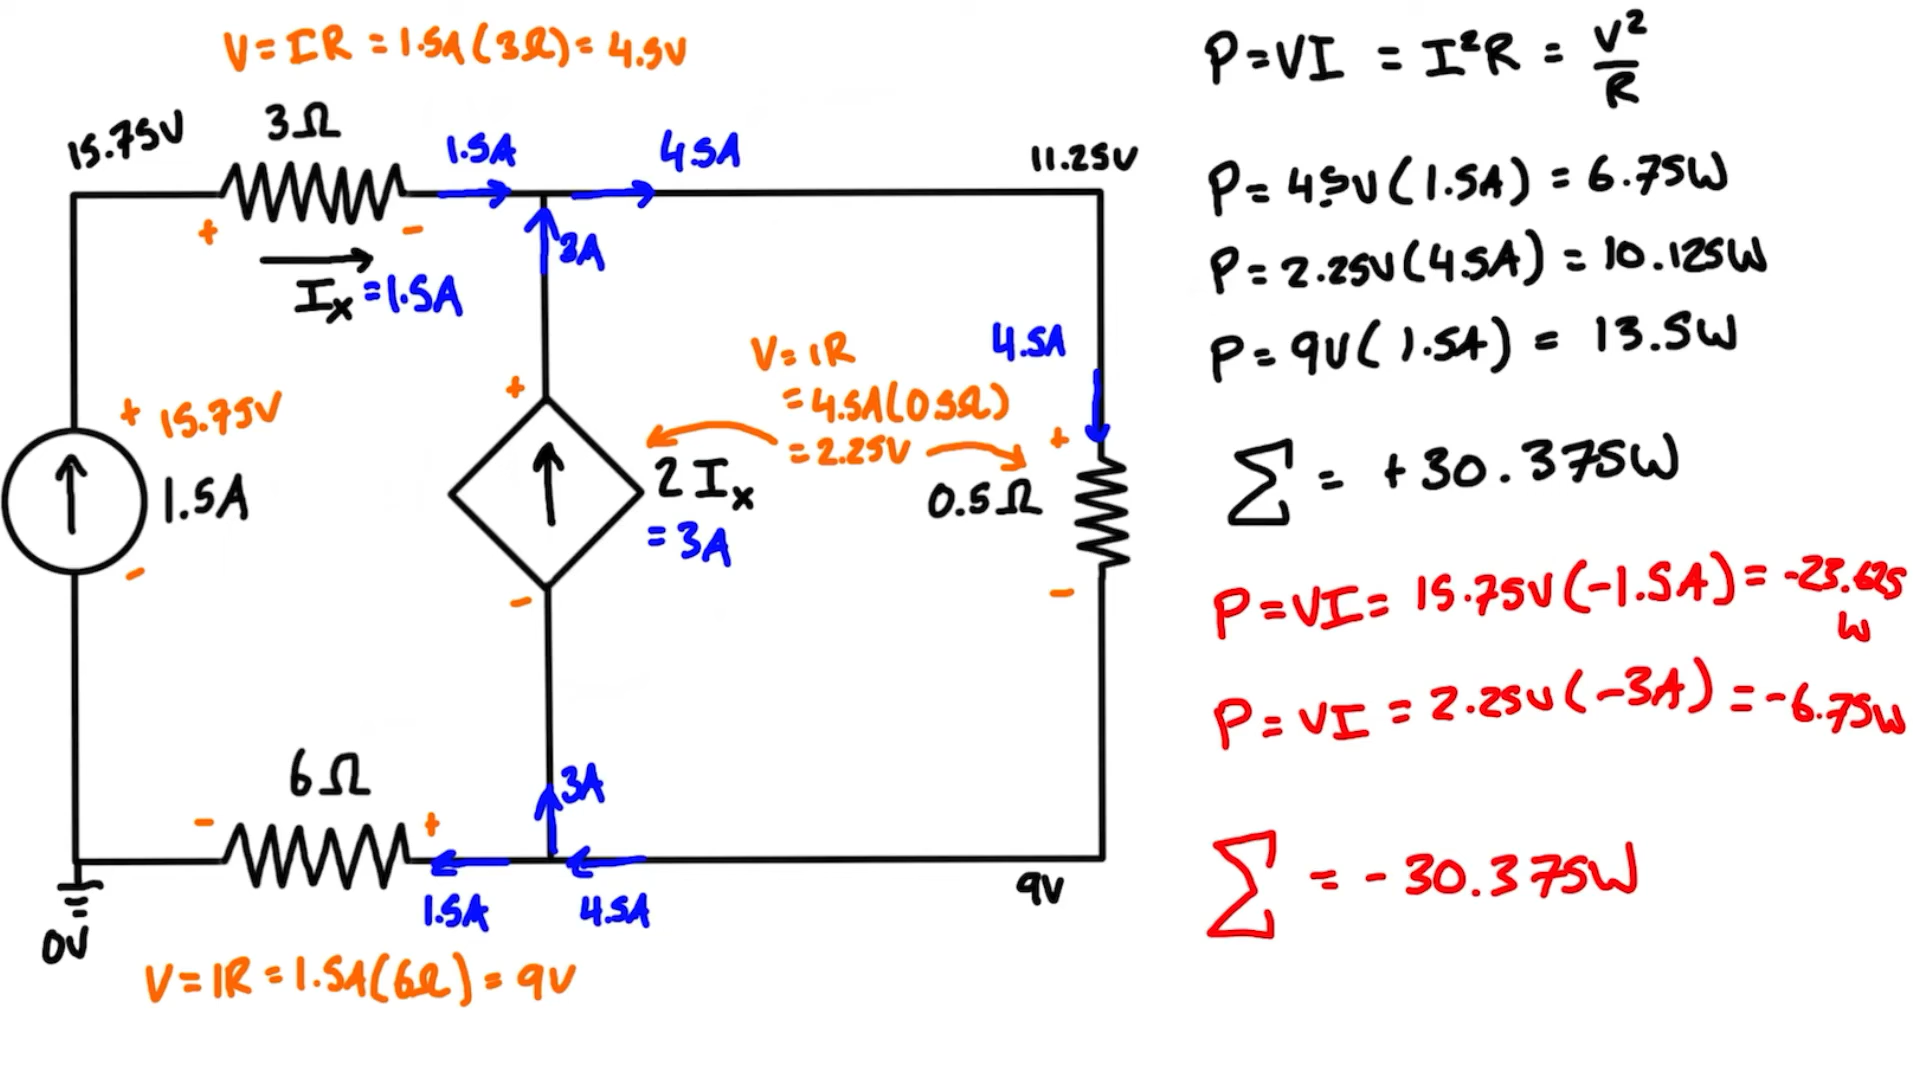 V = IR = 1.5A(3Ω) = 4.5V
15.75V
3Ω
1.5A
4.5A
11.25V
+
-
3A
Ix = 1.5A
V = IR
= 4.5A(0.5Ω)
= 2.25V
4.5A
+
+
+ 15.75V
1.5A
-
2Ix
= 3A
0.5Ω
-
-
6Ω
3A
-
+
1.5A
4.5A
9V
0V
V = IR = 1.5A(6Ω) = 9V
P = VI = I²R = V²/R
P = 4.5V(1.5A) = 6.75W
P = 2.25V(4.5A) = 10.125W
P = 9V(1.5A) = 13.5W
Σ = +30.375W
P = VI = 15.75V(-1.5A) = -23.625
W
P = VI = 2.25V(-3A) = -6.75W
Σ = -30.375W